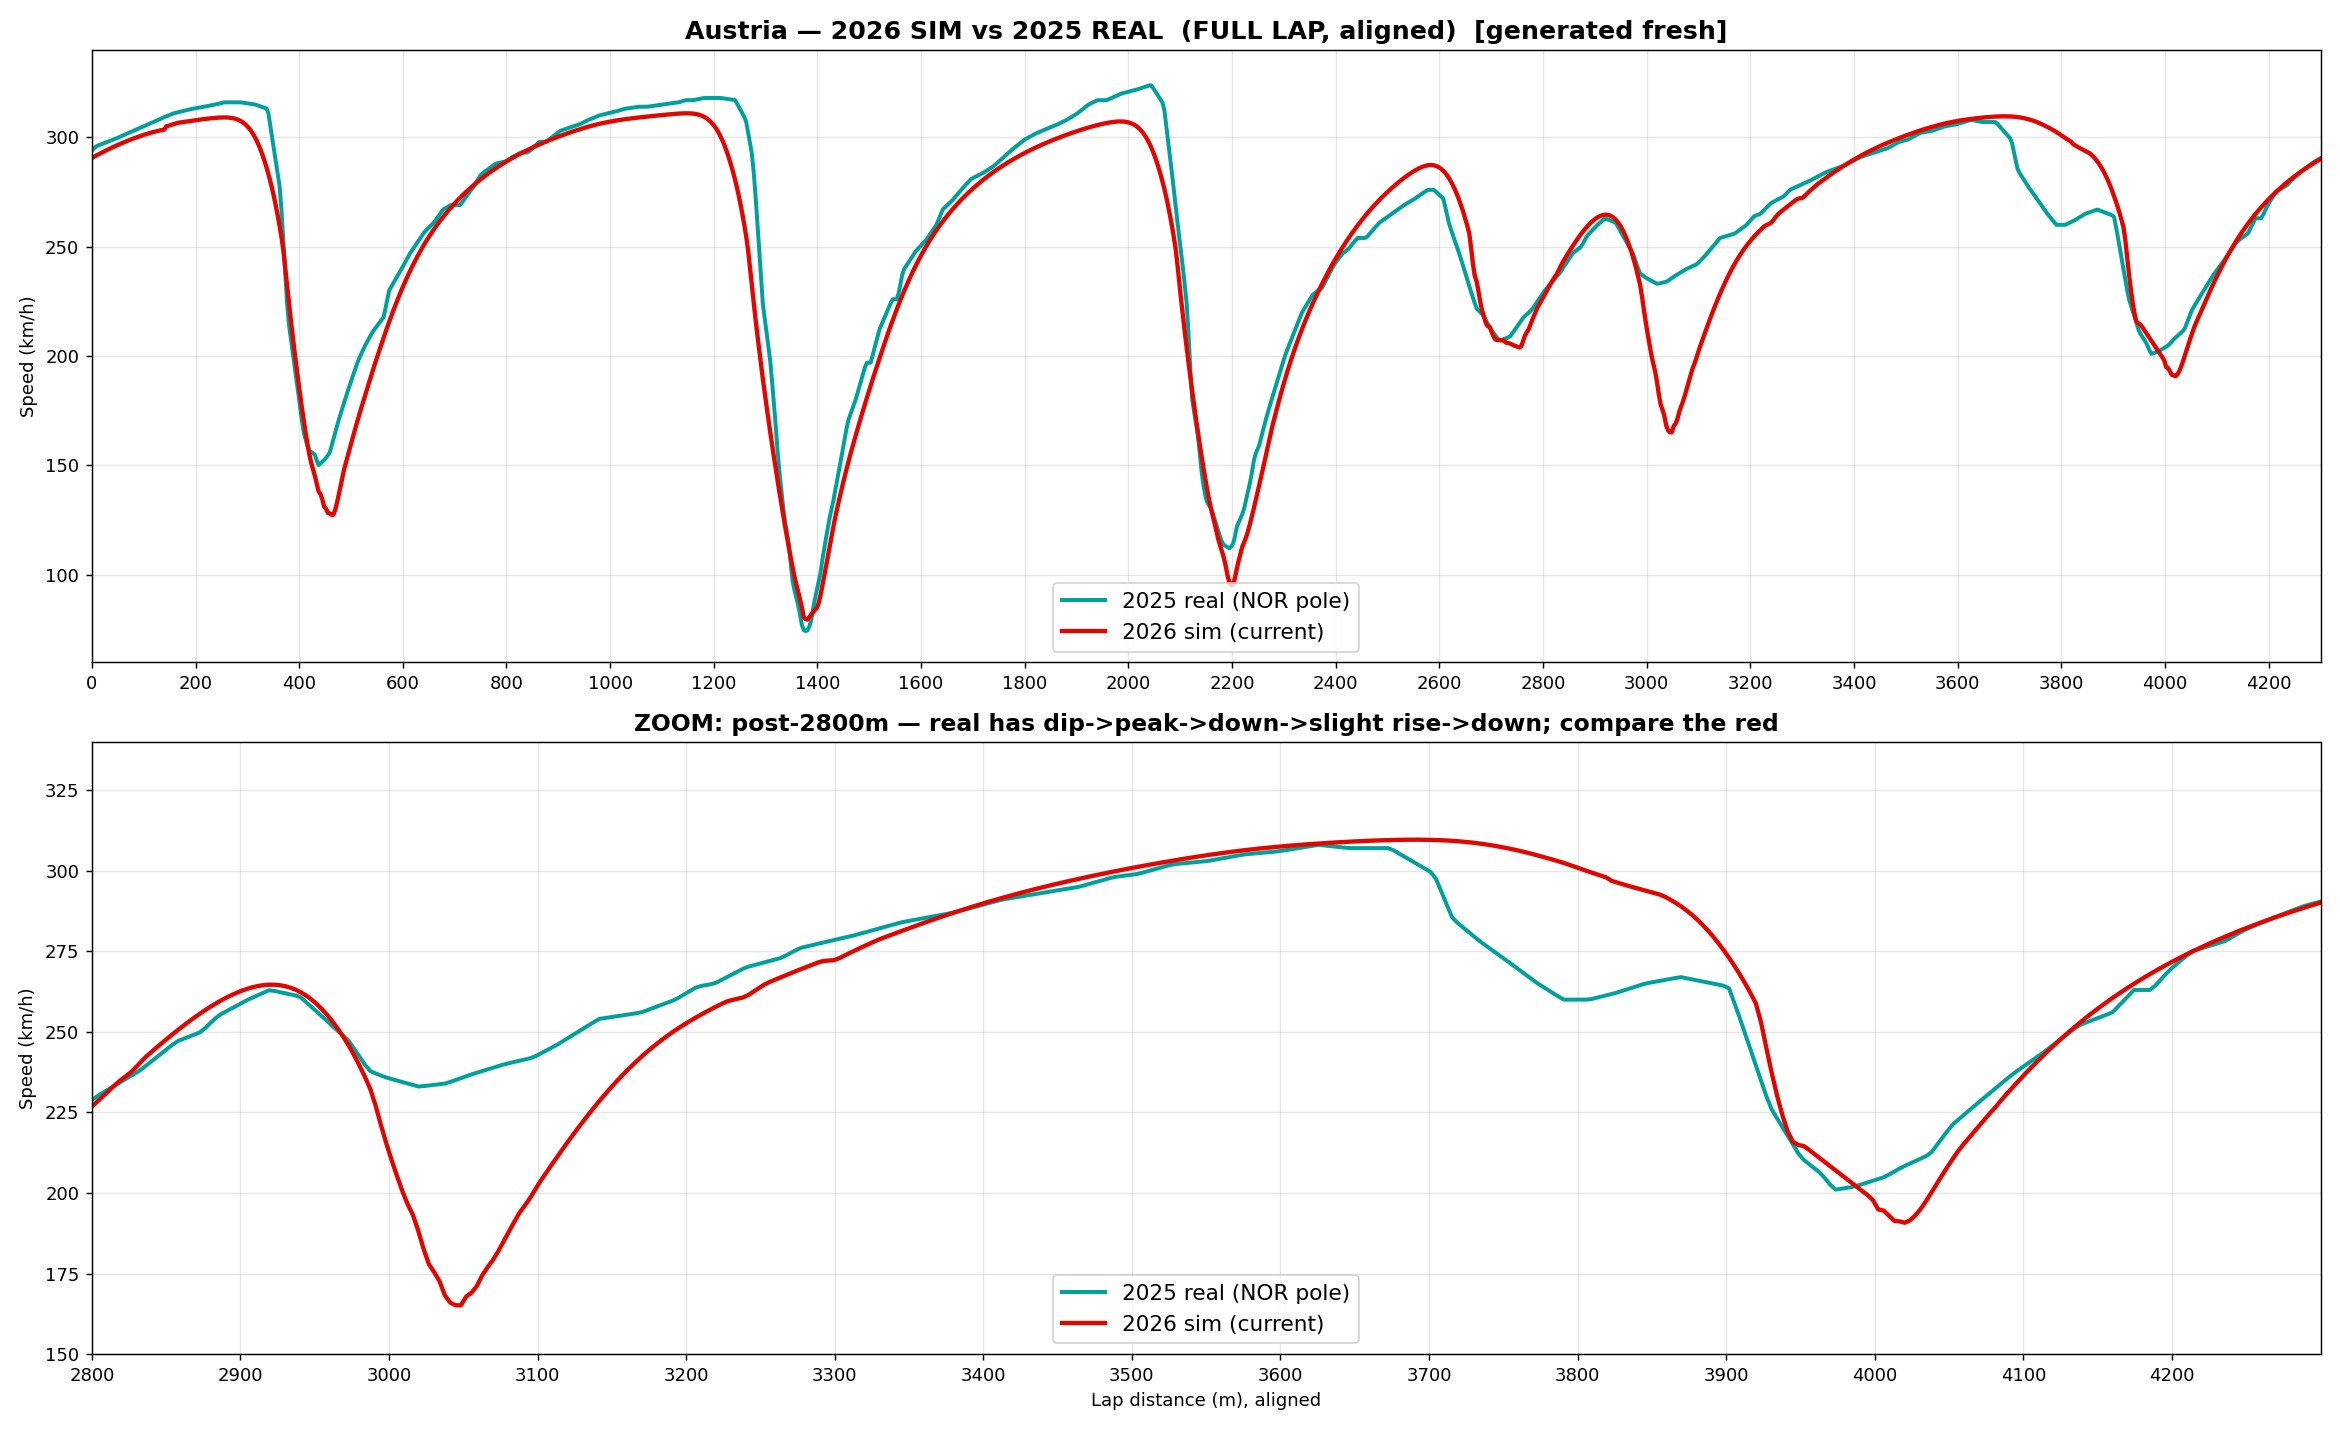 Austria — 2026 SIM vs 2025 REAL  (FULL LAP, aligned)  [generated fresh]
Speed (km/h)
300
250
200
150
100
2025 real (NOR pole)
2026 sim (current)
0 200 400 600 800 1000 1200 1400 1600 1800 2000 2200 2400 2600 2800 3000 3200 3400 3600 3800 4000 4200
ZOOM: post-2800m — real has dip->peak->down->slight rise->down; compare the red
Speed (km/h)
325
300
275
250
225
200
175
150
2025 real (NOR pole)
2026 sim (current)
2800 2900 3000 3100 3200 3300 3400 3500 3600 3700 3800 3900 4000 4100 4200
Lap distance (m), aligned